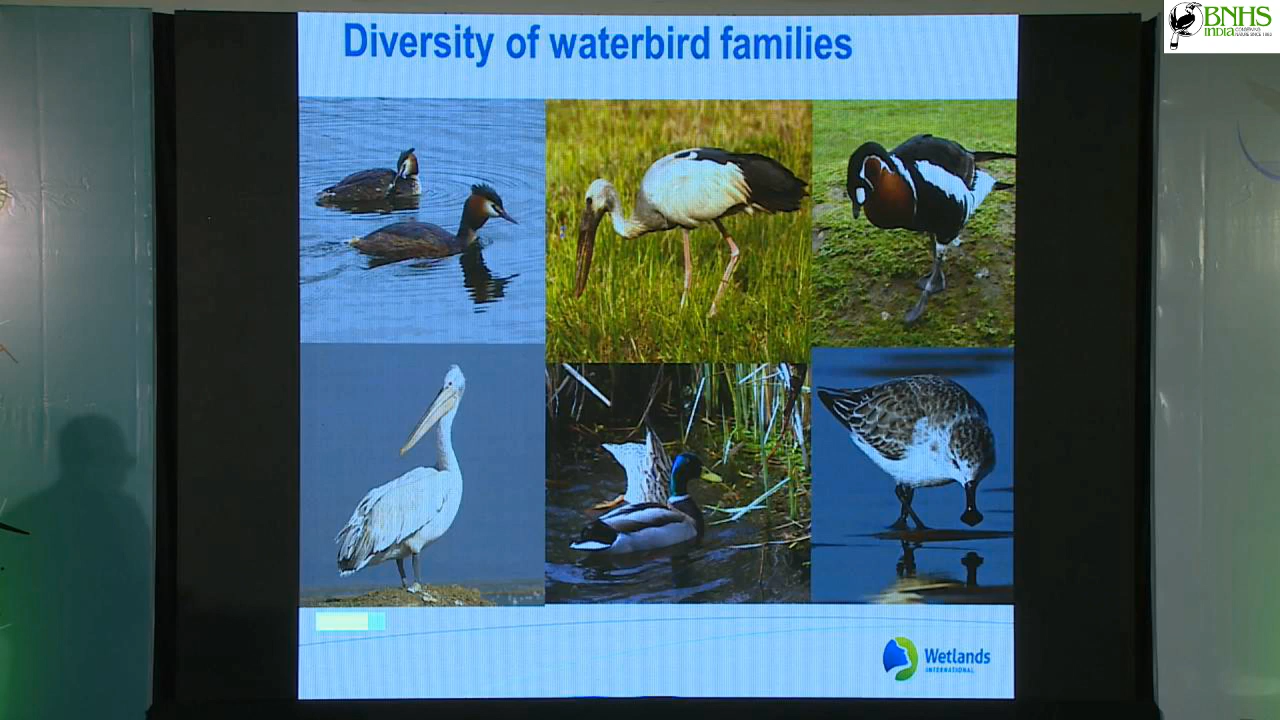 Diversity of waterbird families
BNHS
INDIA
Wetlands
INTERNATIONAL